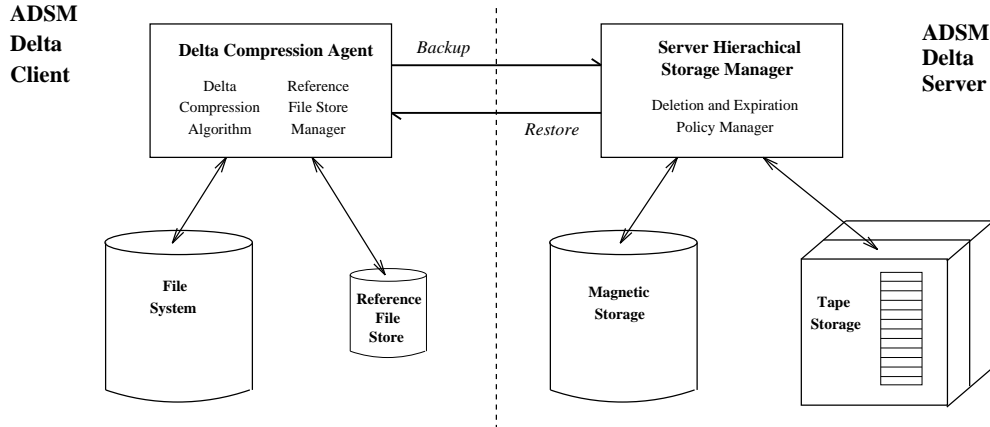 ADSM
Delta
Client
Delta Compression Agent
Delta
Compression
Algorithm
Reference
File Store
Manager
Backup
Restore
Server Hierachical
Storage Manager
Deletion and Expiration
Policy Manager
ADSM
Delta
Server
File
System
Reference
File
Store
Magnetic
Storage
Tape
Storage